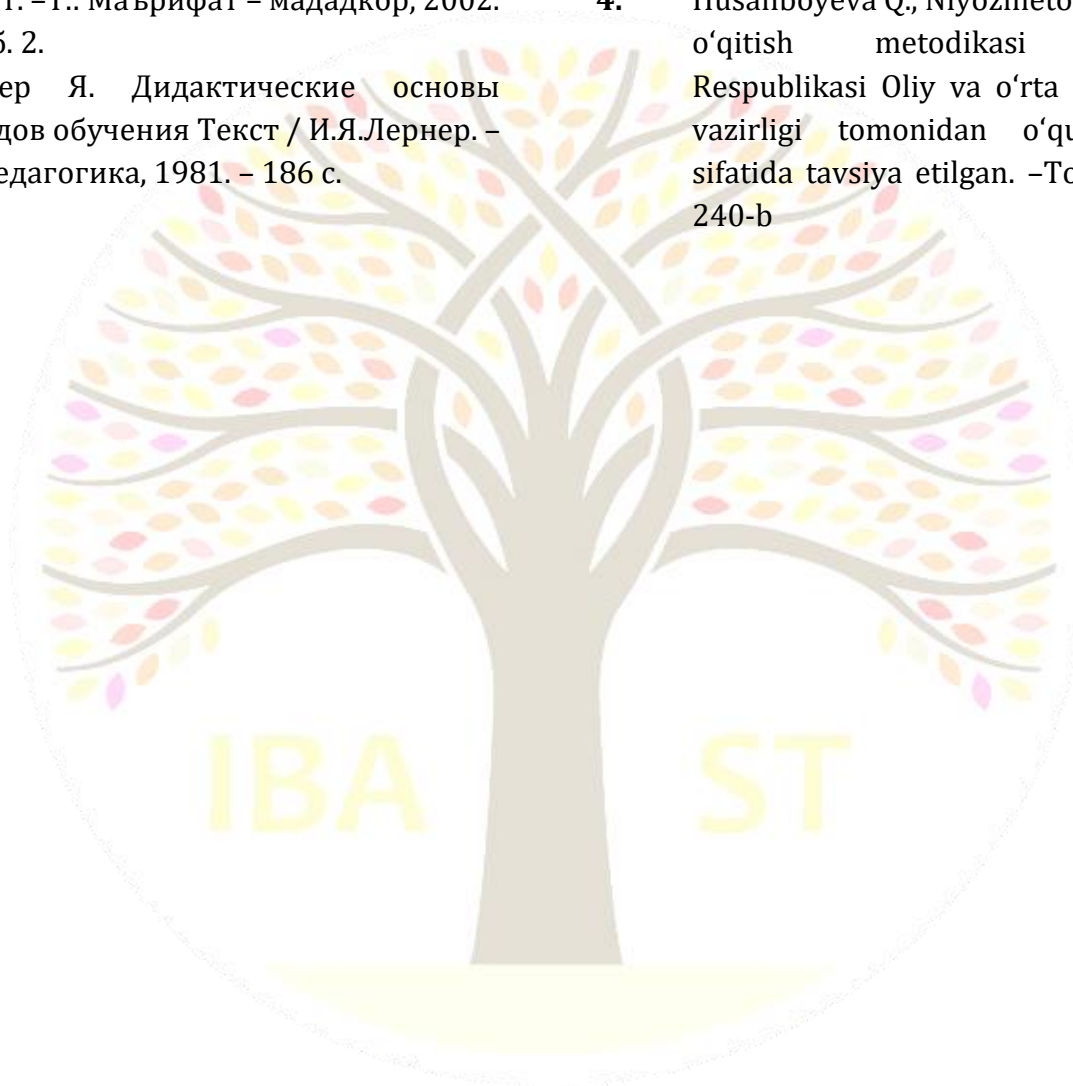 т. –Т.: Маърифат – мададкор, 2002.
б. 2.
ер Я. Дидактические основы
дов обучения Текст / И.Я.Лернер. –
едагогика, 1981. – 186 с.
4.
Husanboyeva Q., Niyozmeto
o‘qitish metodikasi
Respublikasi Oliy va o‘rta
vazirligi tomonidan o‘qu
sifatida tavsiya etilgan. –To
240-b
IBA ST